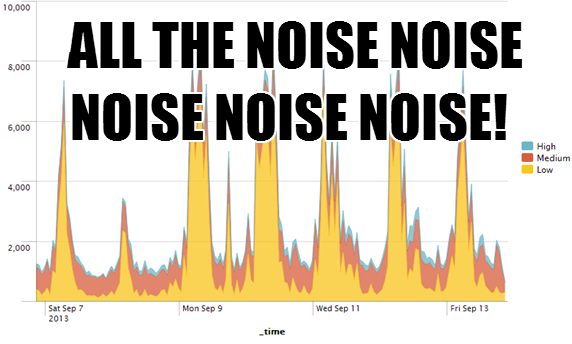 10,000
ALL THE NOISE NOISE
8,000
NOISE NOISE NOISE!
6,000
High
Medium
Low
4,000
2,000
Sat Sep 7
2013
Mon Sep 9
Wed Sep 11
Fri Sep 13
_time